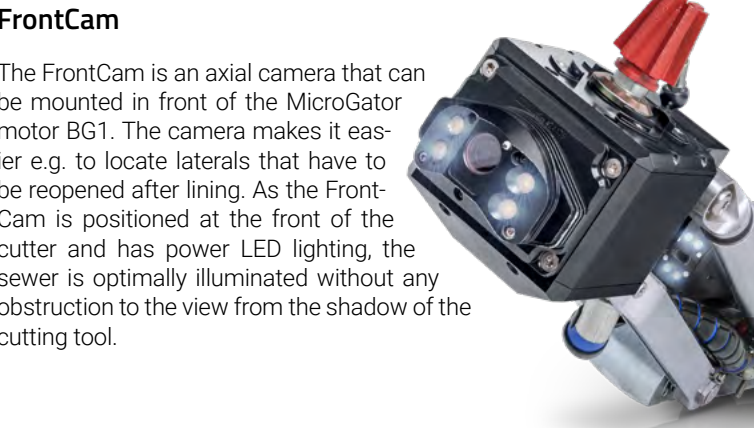 FrontCam
The FrontCam is an axial camera that can
be mounted in front of the MicroGator
motor BG1. The camera makes it eas-
ier e.g. to locate laterals that have to
be reopened after lining. As the Front-
Cam is positioned at the front of the
cutter and has power LED lighting, the
sewer is optimally illuminated without any
obstruction to the view from the shadow of the
cutting tool.